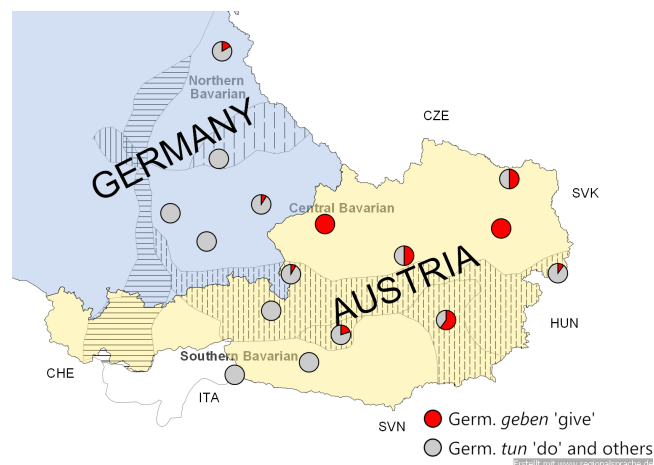 Northern
Bavarian
GERMANY
CZE
SVK
Central Bavarian
AUSTRIA
HUN
Southern Bavarian
CHE
ITA
SVN
Germ. geben 'give'
Germ. tun 'do' and others